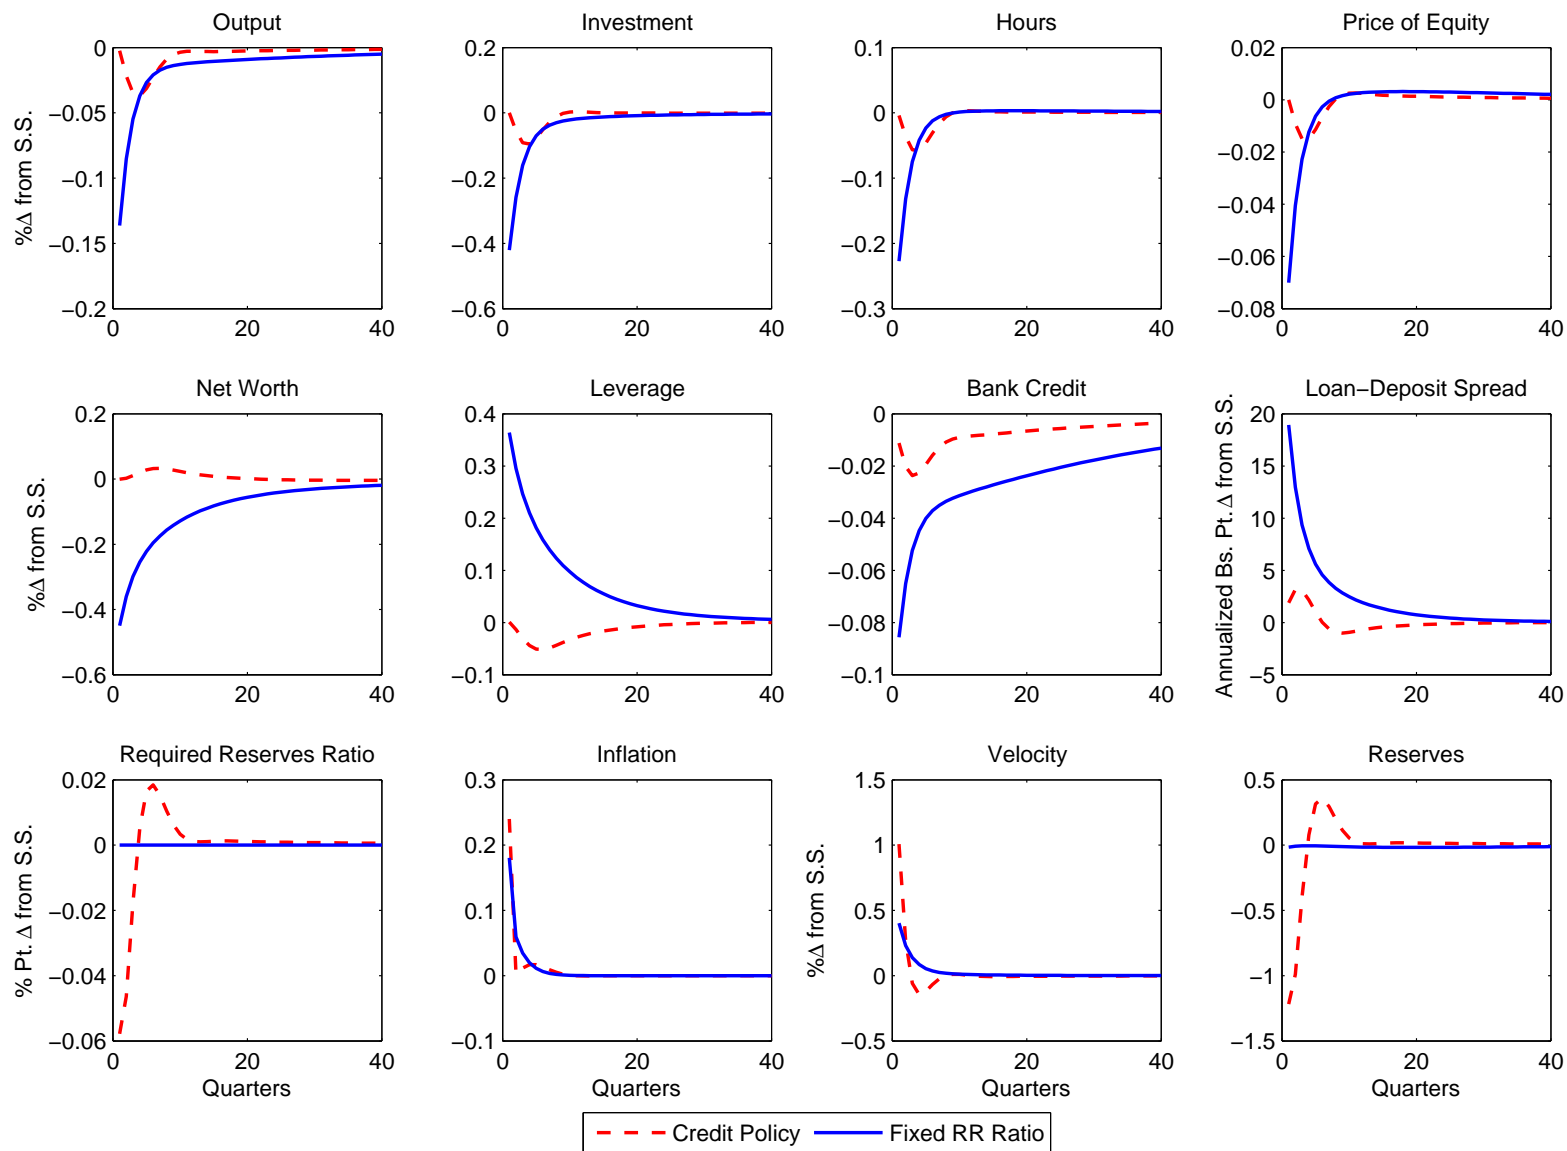 Output
Investment
Hours
Price of Equity
%Δ from S.S.
0
−0.05
−0.1
−0.15
−0.2
0 20 40
0.2
0
−0.2
−0.4
−0.6
0 20 40
0.1
0
−0.1
−0.2
−0.3
0 20 40
0.02
0
−0.02
−0.04
−0.06
−0.08
0 20 40
Net Worth
Leverage
Bank Credit
Loan−Deposit Spread
%Δ from S.S.
0.2
0
−0.2
−0.4
−0.6
0 20 40
0.4
0.3
0.2
0.1
0
−0.1
0 20 40
0
−0.02
−0.04
−0.06
−0.08
−0.1
0 20 40
Annualized Bs. Pt. Δ from S.S.
20
15
10
5
0
−5
0 20 40
Required Reserves Ratio
Inflation
Velocity
Reserves
% Pt. Δ from S.S.
0.02
0
−0.02
−0.04
−0.06
0 20 40
Quarters
0.3
0.2
0.1
0
−0.1
0 20 40
Quarters
%Δ from S.S.
1.5
1
0.5
0
−0.5
0 20 40
Quarters
0.5
0
−0.5
−1
−1.5
0 20 40
Quarters
Credit Policy
Fixed RR Ratio